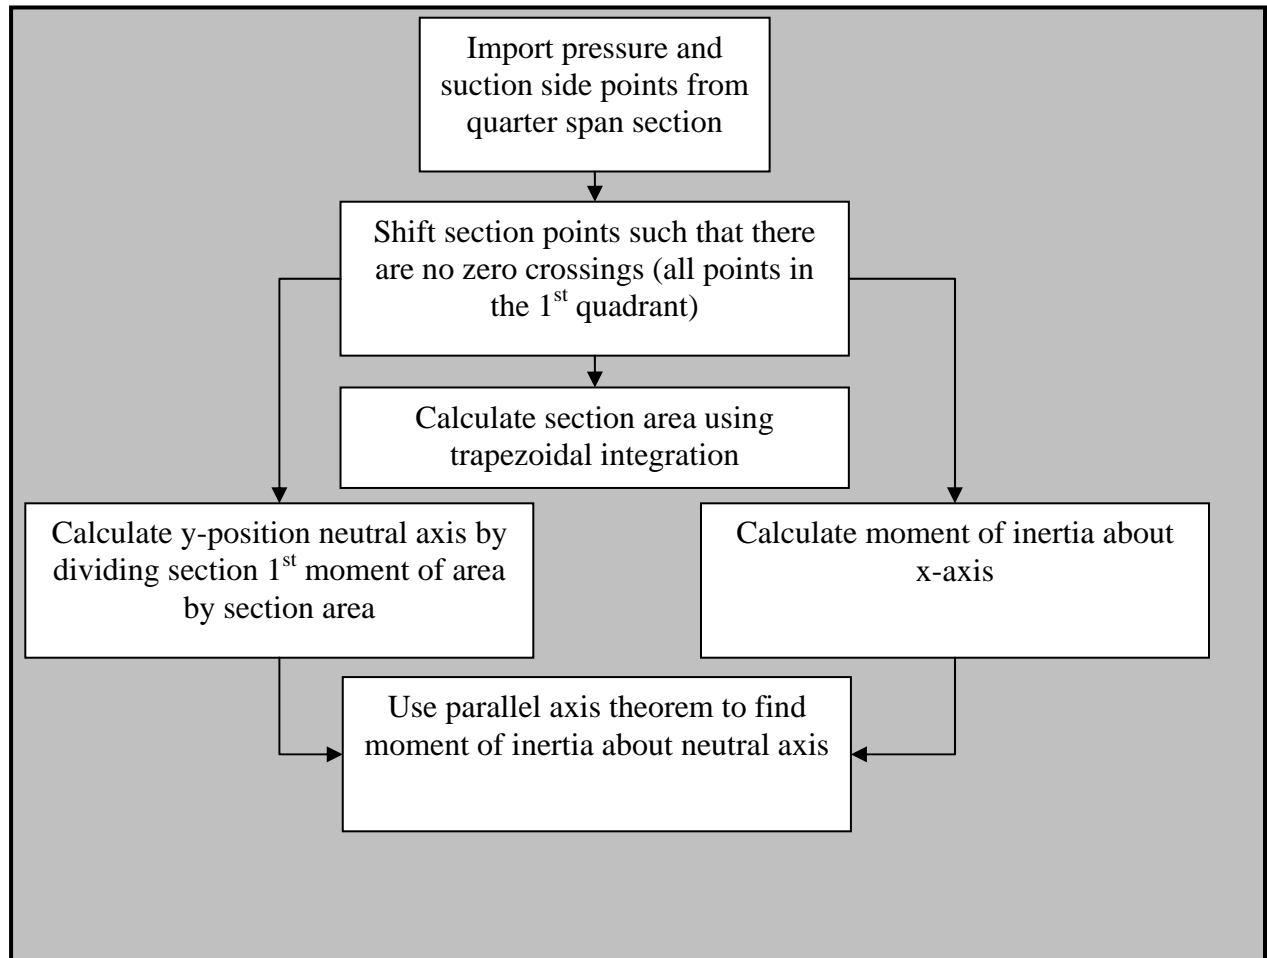 Import pressure and
suction side points from
quarter span section
Shift section points such that there
are no zero crossings (all points in
the 1st quadrant)
Calculate section area using
trapezoidal integration
Calculate y-position neutral axis by
dividing section 1st moment of area
by section area
Calculate moment of inertia about
x-axis
Use parallel axis theorem to find
moment of inertia about neutral axis